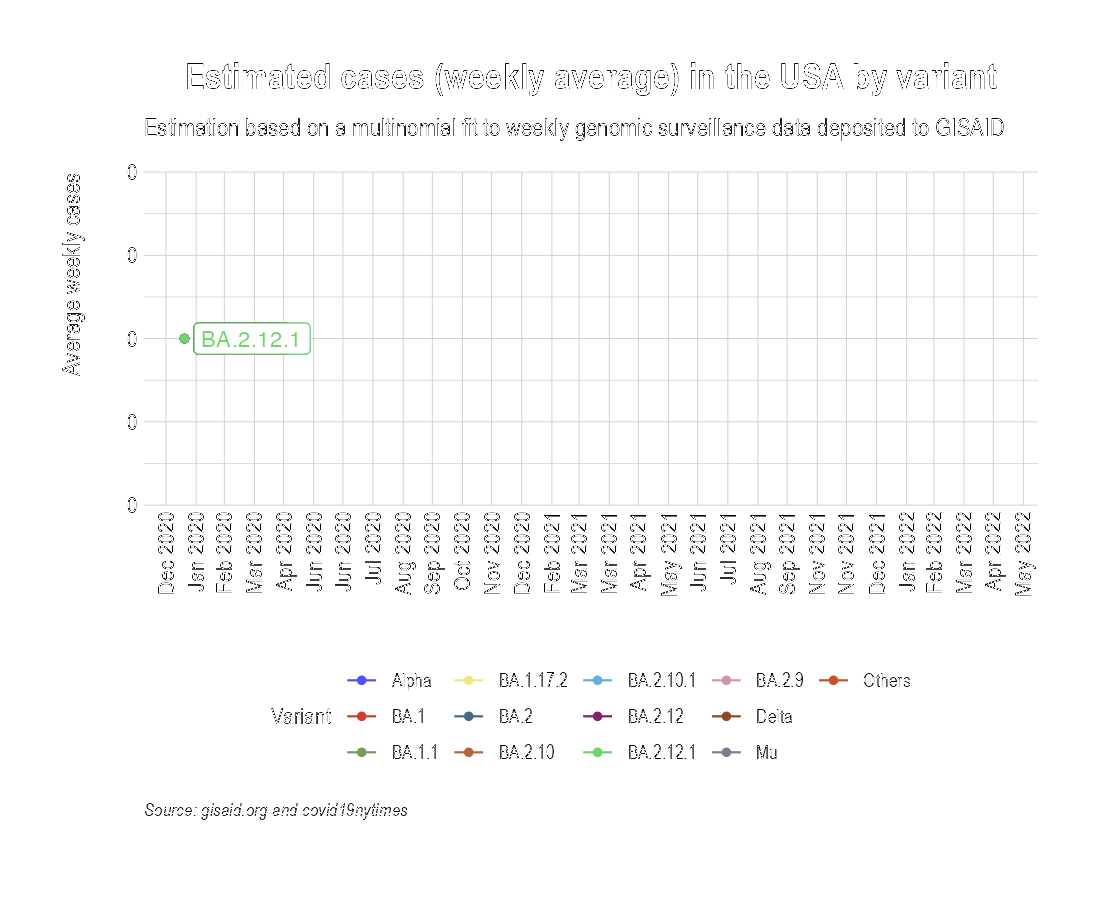 Estimated cases (weekly average) in the USA by variant
Estimation based on a multinomial fit to weekly genomic surveillance data deposited to GISAID
Average weekly cases
0
0
0
0
0
BA.2.12.1
Dec 2020
Jan 2020
Feb 2020
Mar 2020
Apr 2020
Jun 2020
Jun 2020
Jul 2020
Aug 2020
Sep 2020
Oct 2020
Nov 2020
Dec 2020
Feb 2021
Mar 2021
Mar 2021
Apr 2021
May 2021
Jun 2021
Jul 2021
Aug 2021
Sep 2021
Nov 2021
Nov 2021
Dec 2021
Jan 2022
Feb 2022
Mar 2022
Apr 2022
May 2022
Variant
Alpha BA.1.17.2 BA.2.10.1 BA.2.9 Others
BA.1 BA.2 BA.2.12 Delta
BA.1.1 BA.2.10 BA.2.12.1 Mu
Source: gisaid.org and covid19nytimes